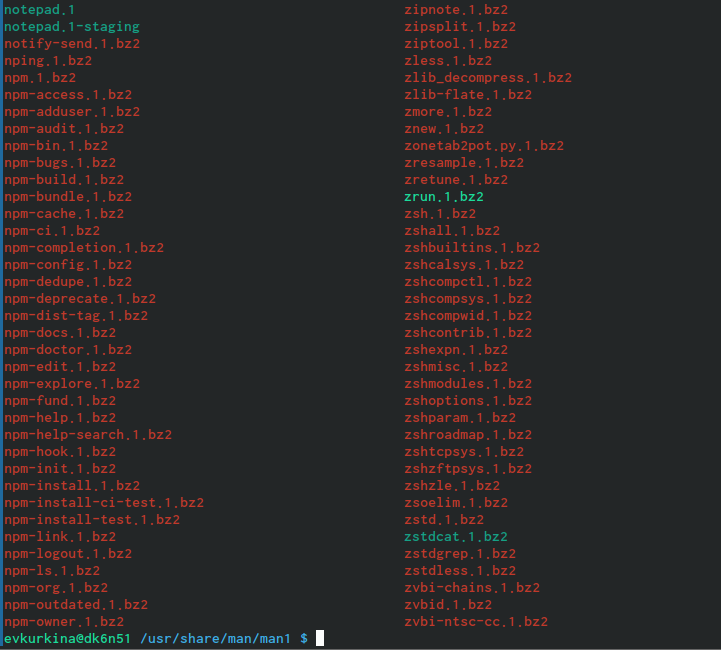 notepad.1 zipnote.1.bz2
notepad.1-staging zipsplit.1.bz2
notify-send.1.bz2 ziptool.1.bz2
nping.1.bz2 zless.1.bz2
npm.1.bz2 zlib_decompress.1.bz2
npm-access.1.bz2 zlib-flate.1.bz2
npm-adduser.1.bz2 zmore.1.bz2
npm-audit.1.bz2 znew.1.bz2
npm-bin.1.bz2 zonetab2pot.py.1.bz2
npm-bugs.1.bz2 zresample.1.bz2
npm-build.1.bz2 zretune.1.bz2
npm-bundle.1.bz2 zrun.1.bz2
npm-cache.1.bz2 zsh.1.bz2
npm-ci.1.bz2 zshall.1.bz2
npm-completion.1.bz2 zshbuiltins.1.bz2
npm-config.1.bz2 zshcalsys.1.bz2
npm-dedupe.1.bz2 zshcompctl.1.bz2
npm-deprecate.1.bz2 zshcompsys.1.bz2
npm-dist-tag.1.bz2 zshcompwid.1.bz2
npm-docs.1.bz2 zshcontrib.1.bz2
npm-doctor.1.bz2 zshexpn.1.bz2
npm-edit.1.bz2 zshmisc.1.bz2
npm-explore.1.bz2 zshmodules.1.bz2
npm-fund.1.bz2 zshoptions.1.bz2
npm-help.1.bz2 zshparam.1.bz2
npm-help-search.1.bz2 zshroadmap.1.bz2
npm-hook.1.bz2 zshtcpsys.1.bz2
npm-init.1.bz2 zshzftpsys.1.bz2
npm-install.1.bz2 zshzle.1.bz2
npm-install-ci-test.1.bz2 zsoelim.1.bz2
npm-install-test.1.bz2 zstd.1.bz2
npm-link.1.bz2 zstdcat.1.bz2
npm-logout.1.bz2 zstdgrep.1.bz2
npm-ls.1.bz2 zstdless.1.bz2
npm-org.1.bz2 zvbi-chains.1.bz2
npm-outdated.1.bz2 zvbid.1.bz2
npm-owner.1.bz2 zvbi-ntsc-cc.1.bz2
evkurkina@dk6n51 /usr/share/man/man1 $